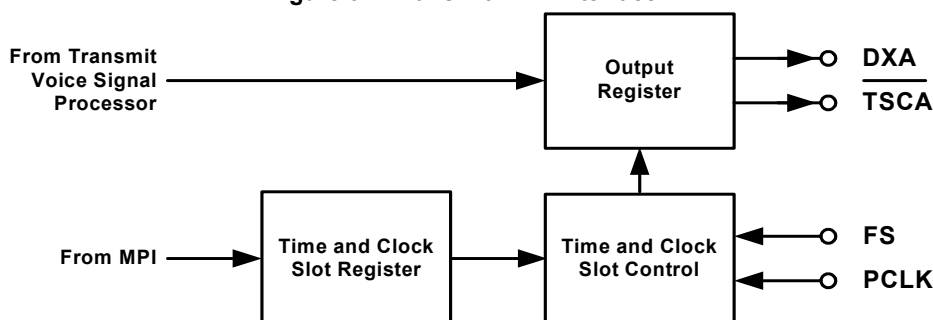 From Transmit
Voice Signal
Processor
Output
Register
DXA
TSCA
From MPI
Time and Clock
Slot Register
Time and Clock
Slot Control
FS
PCLK